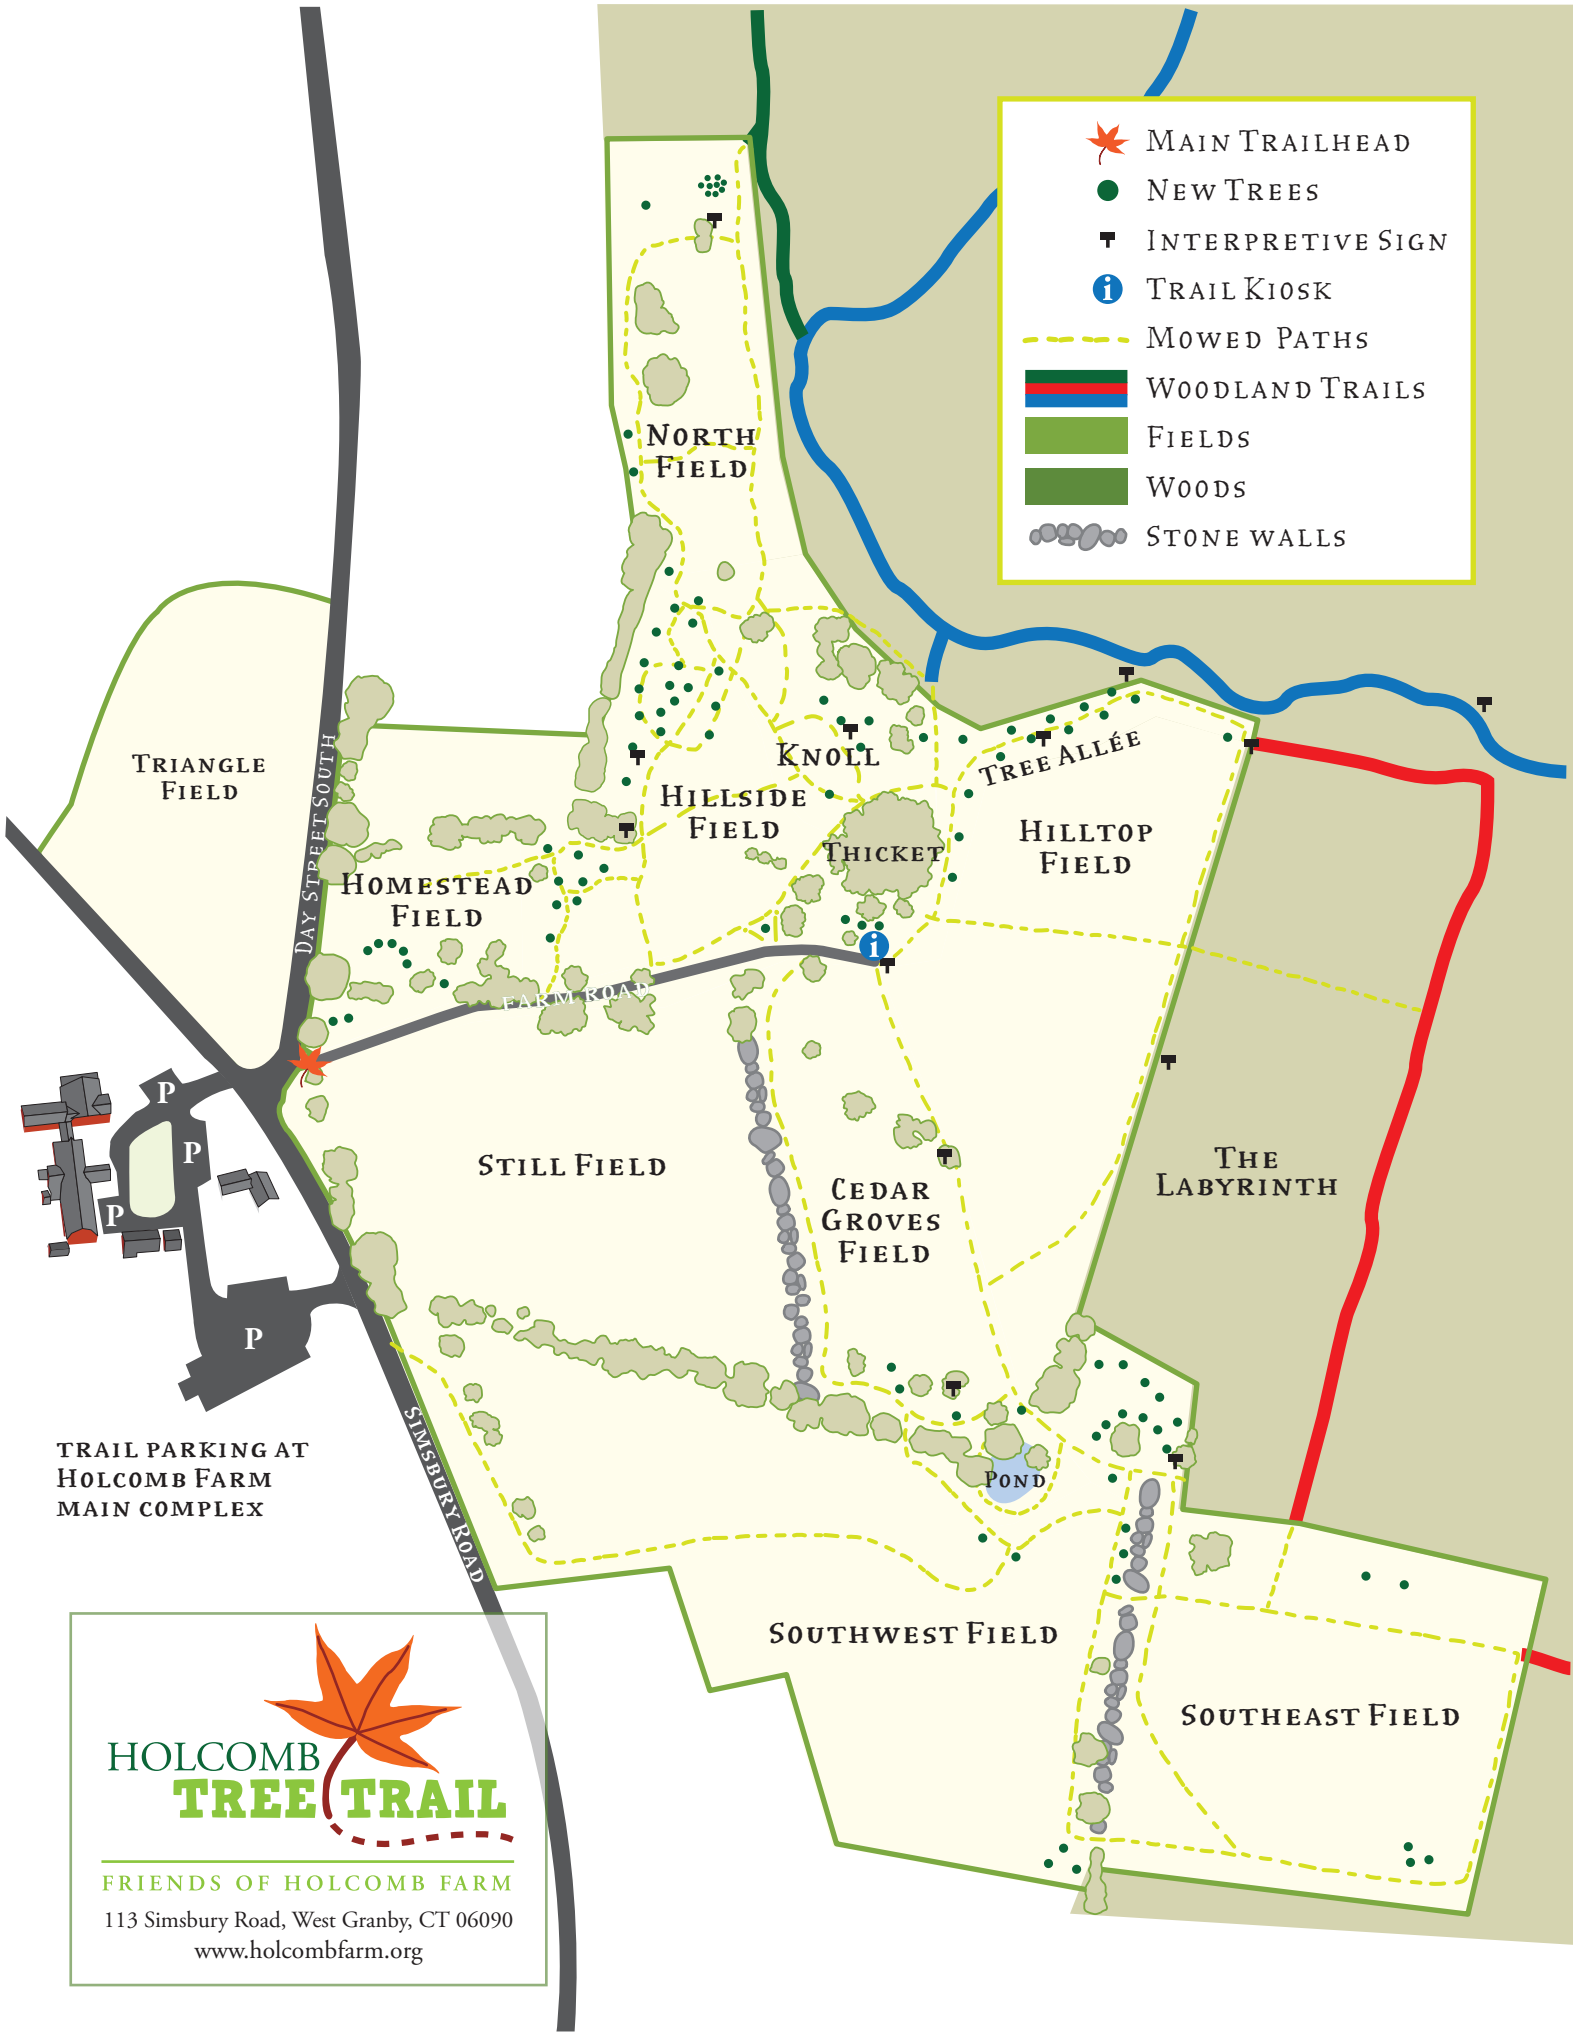 MAIN TRAILHEAD
NEW TREES
INTERPRETIVE SIGN
i
TRAIL KIOSK
MOWED PATHS
WOODLAND TRAILS
FIELDS
WOODS
STONE WALLS
NORTH
FIELD
TRIANGLE
FIELD
DAY STREET SOUTH
KNOLL
TREE ALLÉE
HILLSIDE
FIELD
HILLTOP
FIELD
THICKET
HOMESTEAD
FIELD
i
FARM ROAD
P
P
P
P
STILL FIELD
CEDAR
GROVES
FIELD
THE
LABYRINTH
TRAIL PARKING AT
HOLCOMB FARM
MAIN COMPLEX
SIMSBURY ROAD
POND
SOUTHWEST FIELD
SOUTHEAST FIELD
HOLCOMB
TREE TRAIL
FRIENDS OF HOLCOMB FARM
113 Simsbury Road, West Granby, CT 06090
www.holcombfarm.org